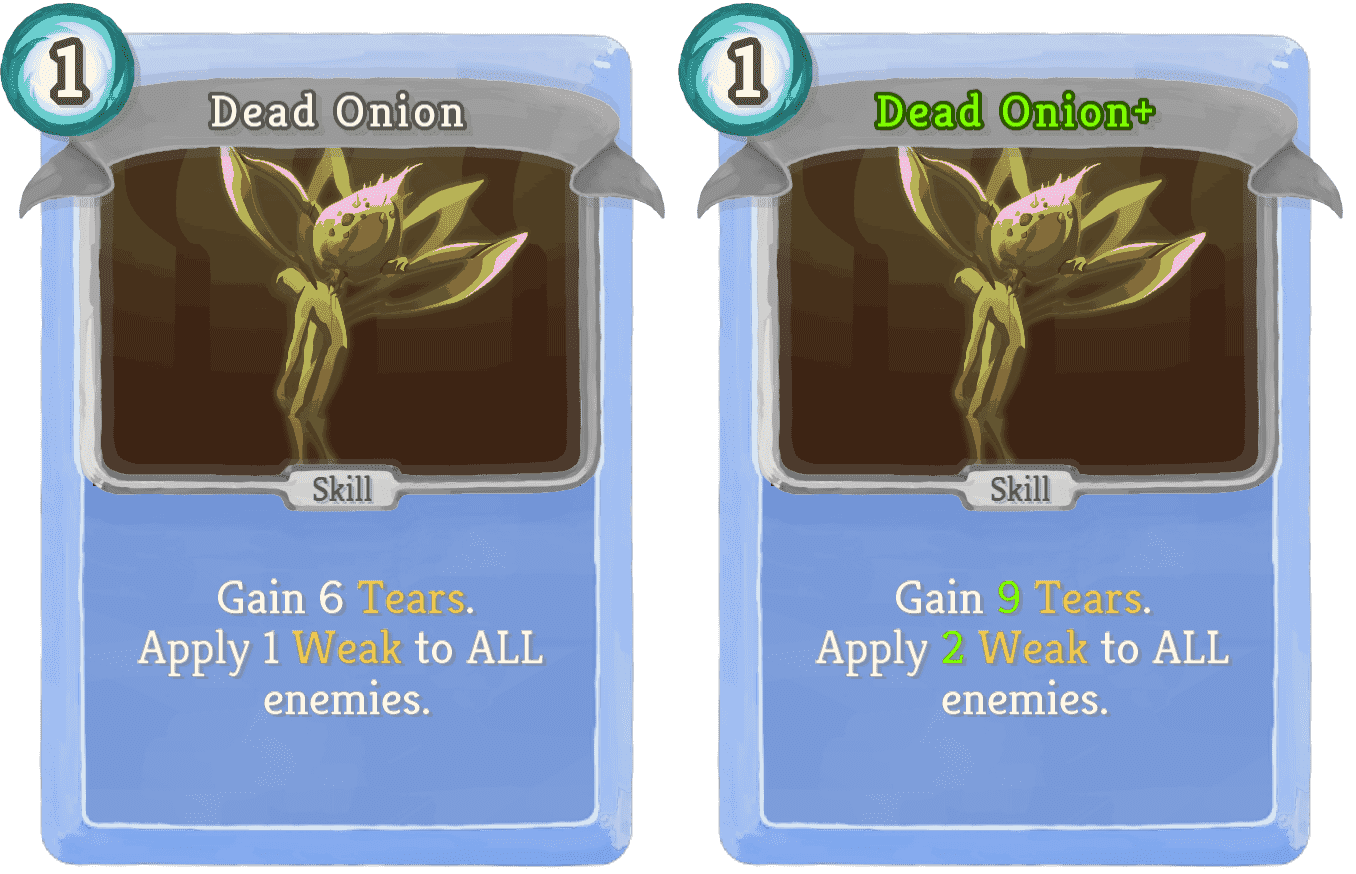 1
Dead Onion
Skill
Gain 6 Tears.
Apply 1 Weak to ALL
enemies.
1
Dead Onion+
Skill
Gain 9 Tears.
Apply 2 Weak to ALL
enemies.